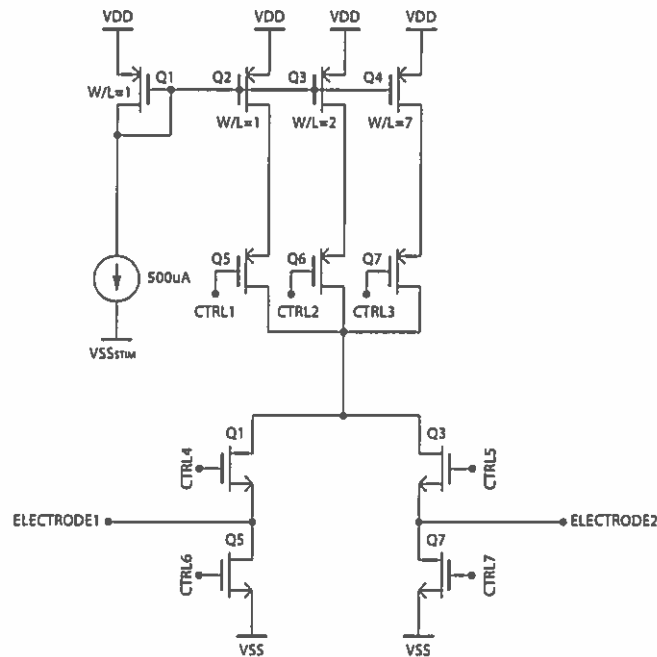 VDD VDD VDD VDD
Q1 Q2 Q3 Q4
W/L=1 W/L=1 W/L=2 W/L=7
Q5 Q6 Q7
500uA
CTRL1 CTRL2 CTRL3
VSSSTIM
Q1 Q3
CTRL4 CTRL5
ELECTRODE1 ELECTRODE2
Q5 Q7
CTRL6 CTRL7
VSS VSS